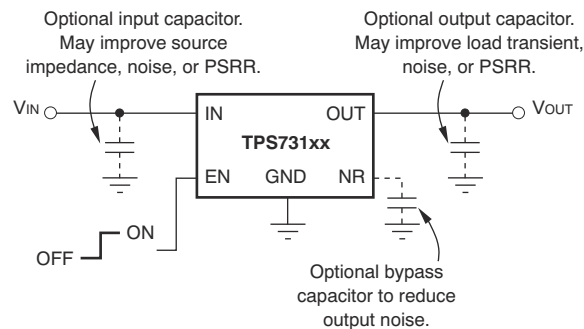 Optional input capacitor.
May improve source
impedance, noise, or PSRR.
Optional output capacitor.
May improve load transient,
noise, or PSRR.
VIN
IN
OUT
VOUT
TPS731xx
EN
GND
NR
ON
OFF
Optional bypass
capacitor to reduce
output noise.